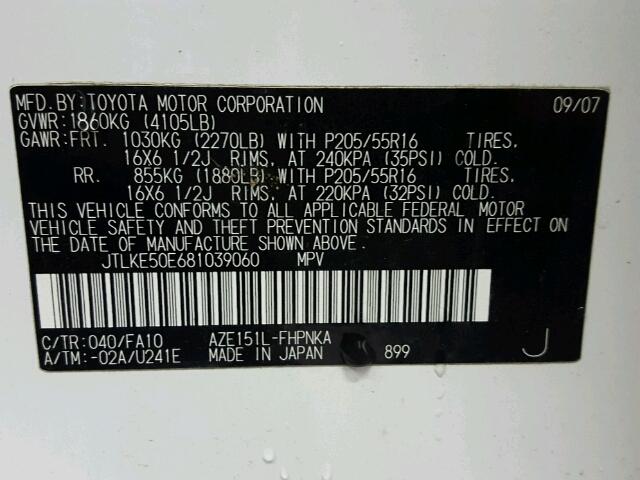 MFD.BY:TOYOTA MOTOR CORPORATION 09/07
GVWR:1860KG (4105LB)
GAWR:FRT. 1030KG (2270LB) WITH P205/55R16 TIRES,
16X6 1/2J RIMS, AT 240KPA (35PSI) COLD.
RR. 855KG (1880LB) WITH P205/55R16 TIRES,
16X6 1/2J RIMS, AT 220KPA (32PSI) COLD.
THIS VEHICLE CONFORMS TO ALL APPLICABLE FEDERAL MOTOR
VEHICLE SAFETY AND THEFT PREVENTION STANDARDS IN EFFECT
ON THE DATE OF MANUFACTURE SHOWN ABOVE.
JTLKE50E681039060 MPV
C/TR:040/FA10 AZE151L-FHPNKA
A/TM:-02A/U241E MADE IN JAPAN 899 J